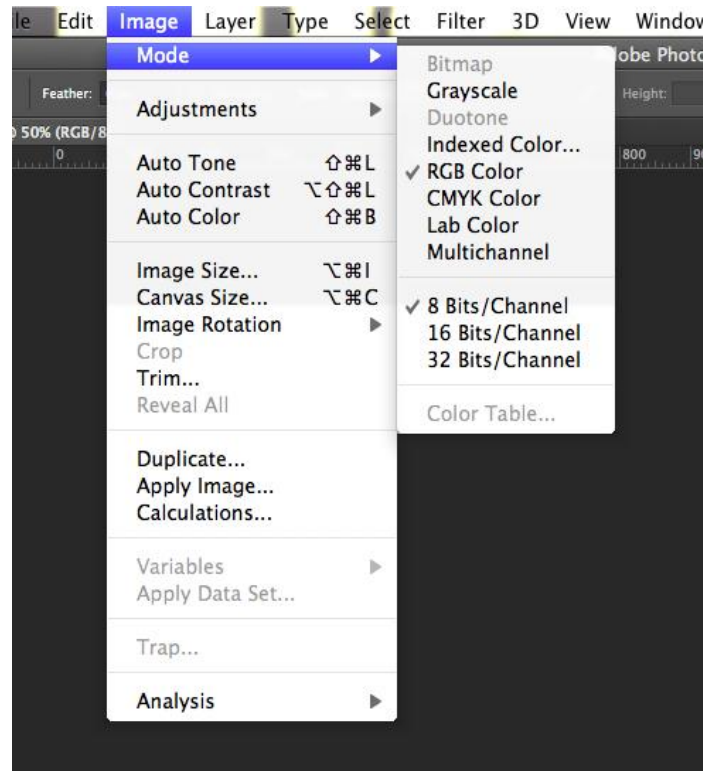 le Edit Image Layer Type Select Filter 3D View Window
Mode
obe Photo
Feather:
Height:
50% (RGB/8
0
800
Adjustments
Auto Tone ⇧⌘L
Auto Contrast ⌥⇧⌘L
Auto Color ⇧⌘B
Image Size... ⌥⌘I
Canvas Size... ⌥⌘C
Image Rotation
Crop
Trim...
Reveal All
Duplicate...
Apply Image...
Calculations...
Variables
Apply Data Set...
Trap...
Analysis
Bitmap
Grayscale
Duotone
Indexed Color...
✓ RGB Color
CMYK Color
Lab Color
Multichannel
✓ 8 Bits/Channel
16 Bits/Channel
32 Bits/Channel
Color Table...